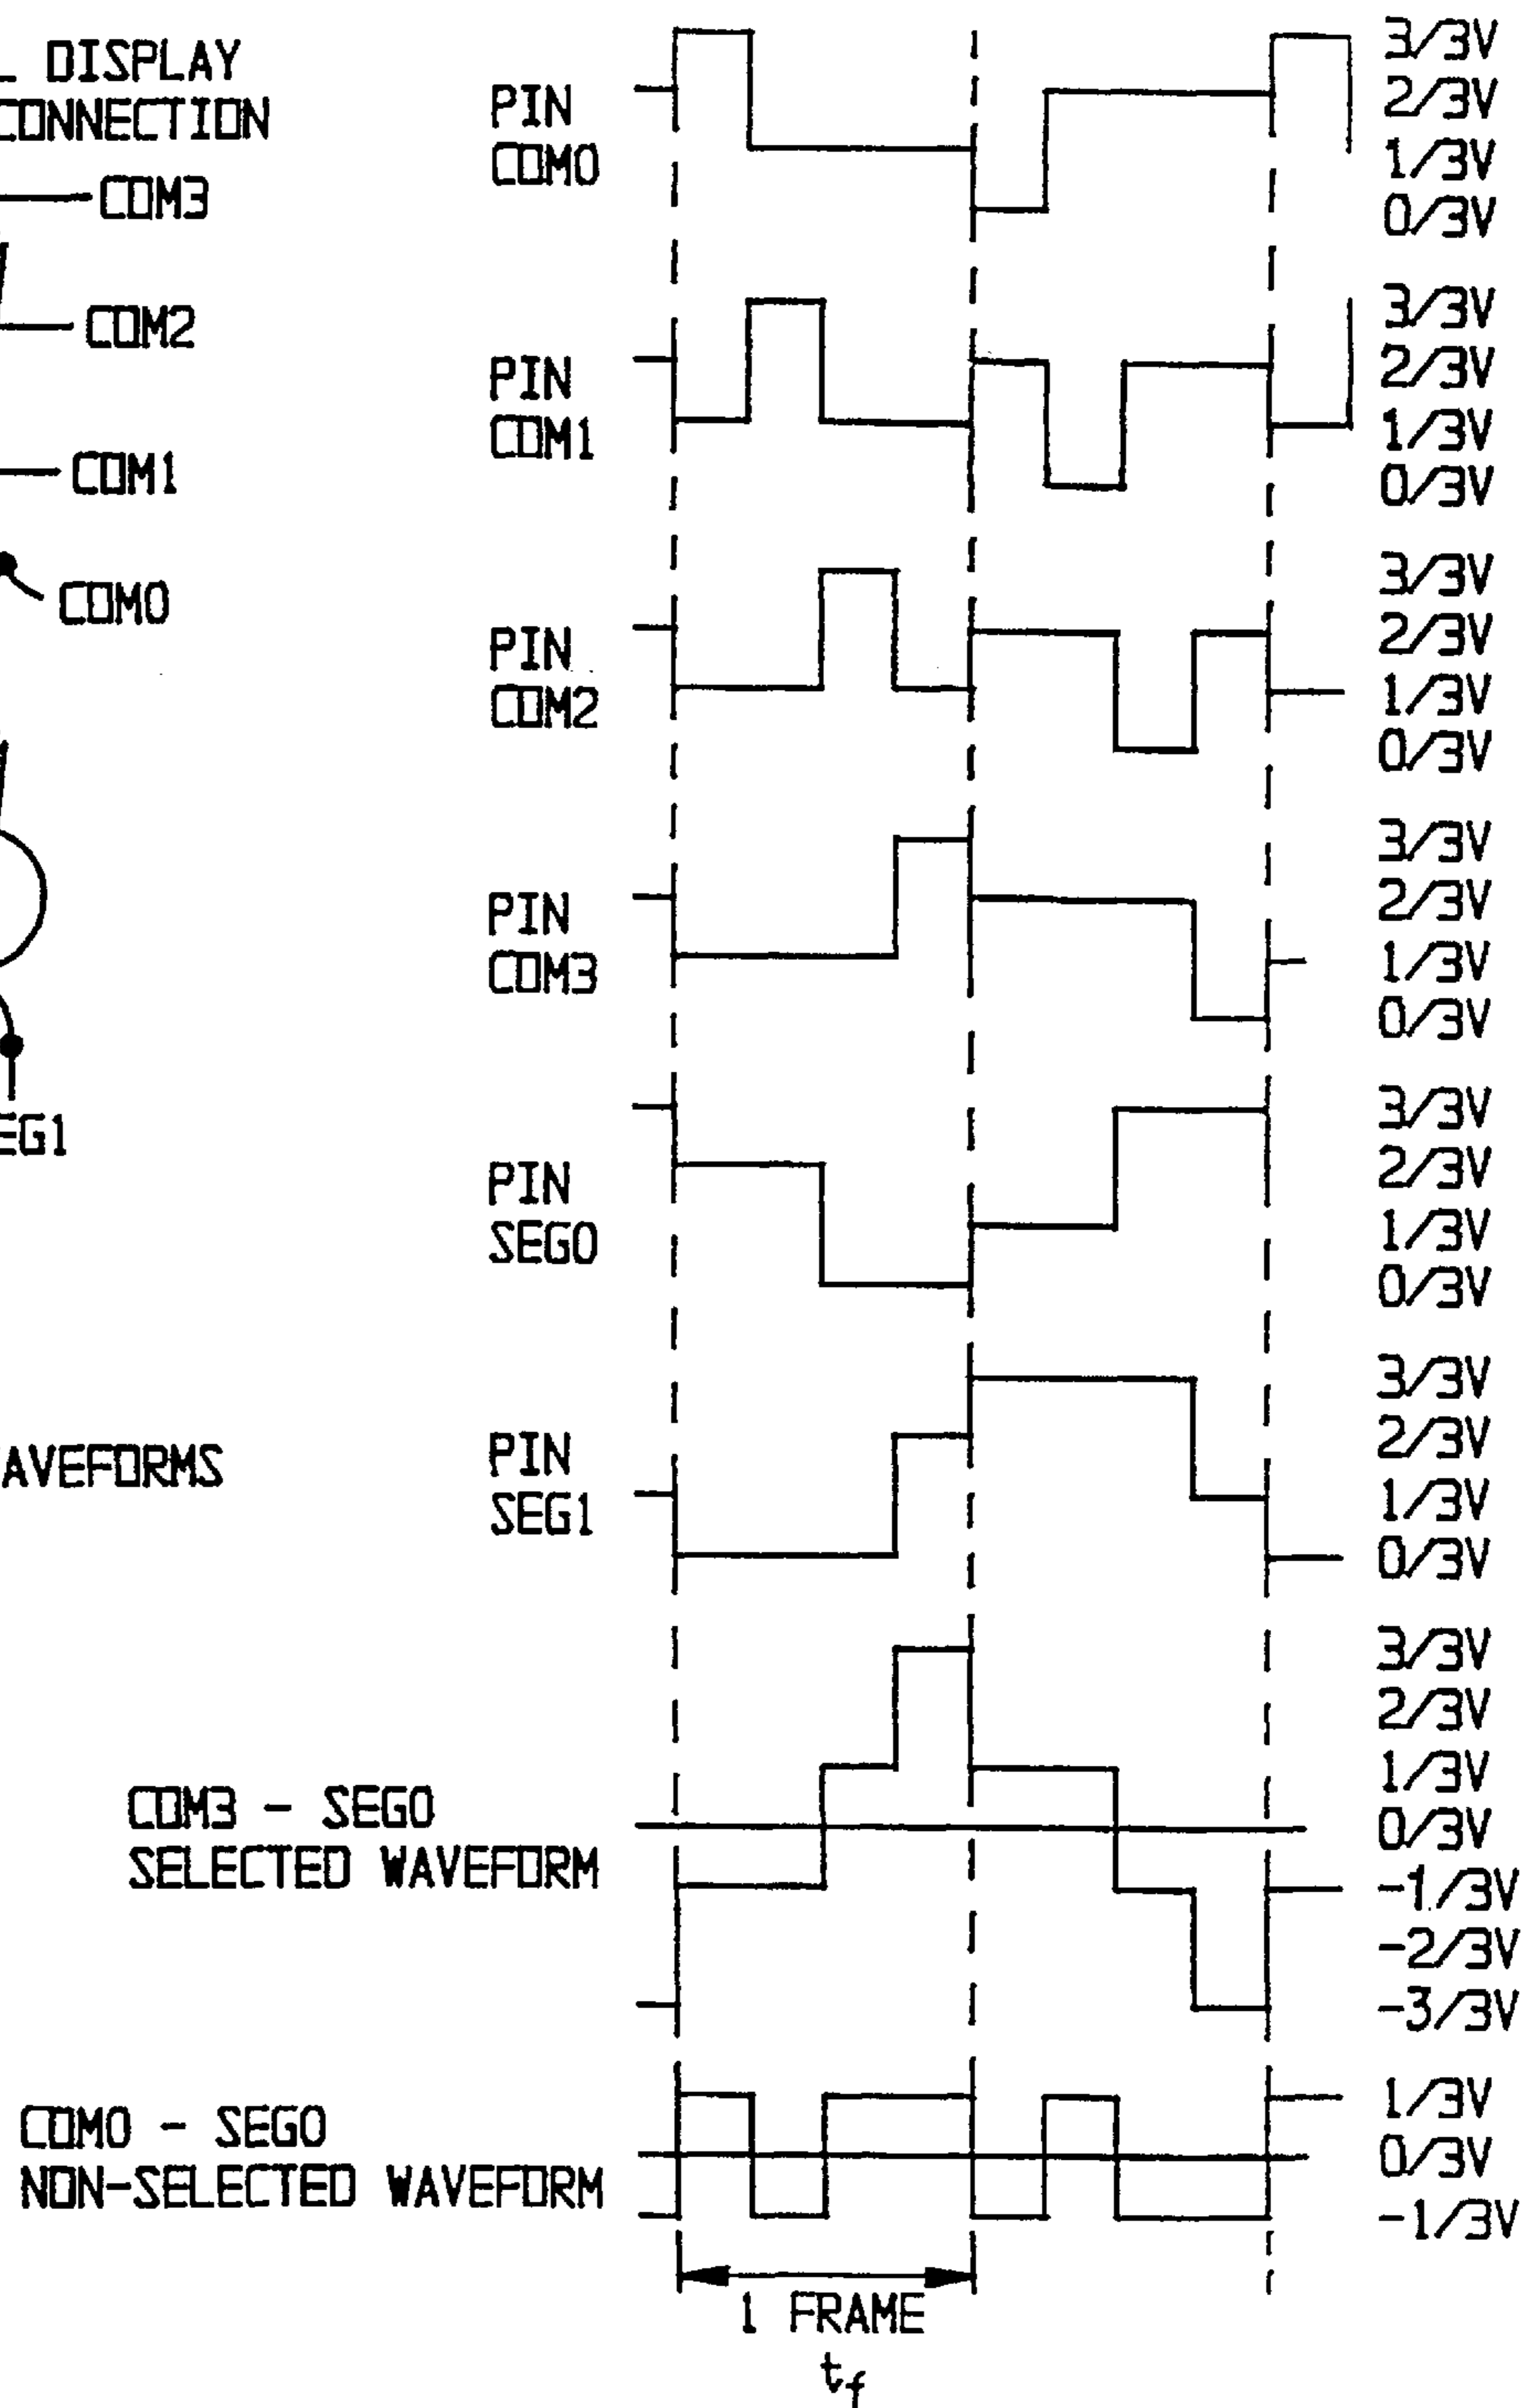 DISPLAY
CONNECTION
COM3
COM2
COM1
COM0
PIN
COM0
3/3V
2/3V
1/3V
0/3V
PIN
COM1
3/3V
2/3V
1/3V
0/3V
PIN
COM2
3/3V
2/3V
1/3V
0/3V
PIN
COM3
3/3V
2/3V
1/3V
0/3V
EG1
PIN
SEG0
3/3V
2/3V
1/3V
0/3V
AVEFORMS
PIN
SEG1
3/3V
2/3V
1/3V
0/3V
COM3 - SEG0
SELECTED WAVEFORM
3/3V
2/3V
1/3V
0/3V
-1/3V
-2/3V
-3/3V
COM0 - SEG0
NON-SELECTED WAVEFORM
1/3V
0/3V
-1/3V
1 FRAME
tf